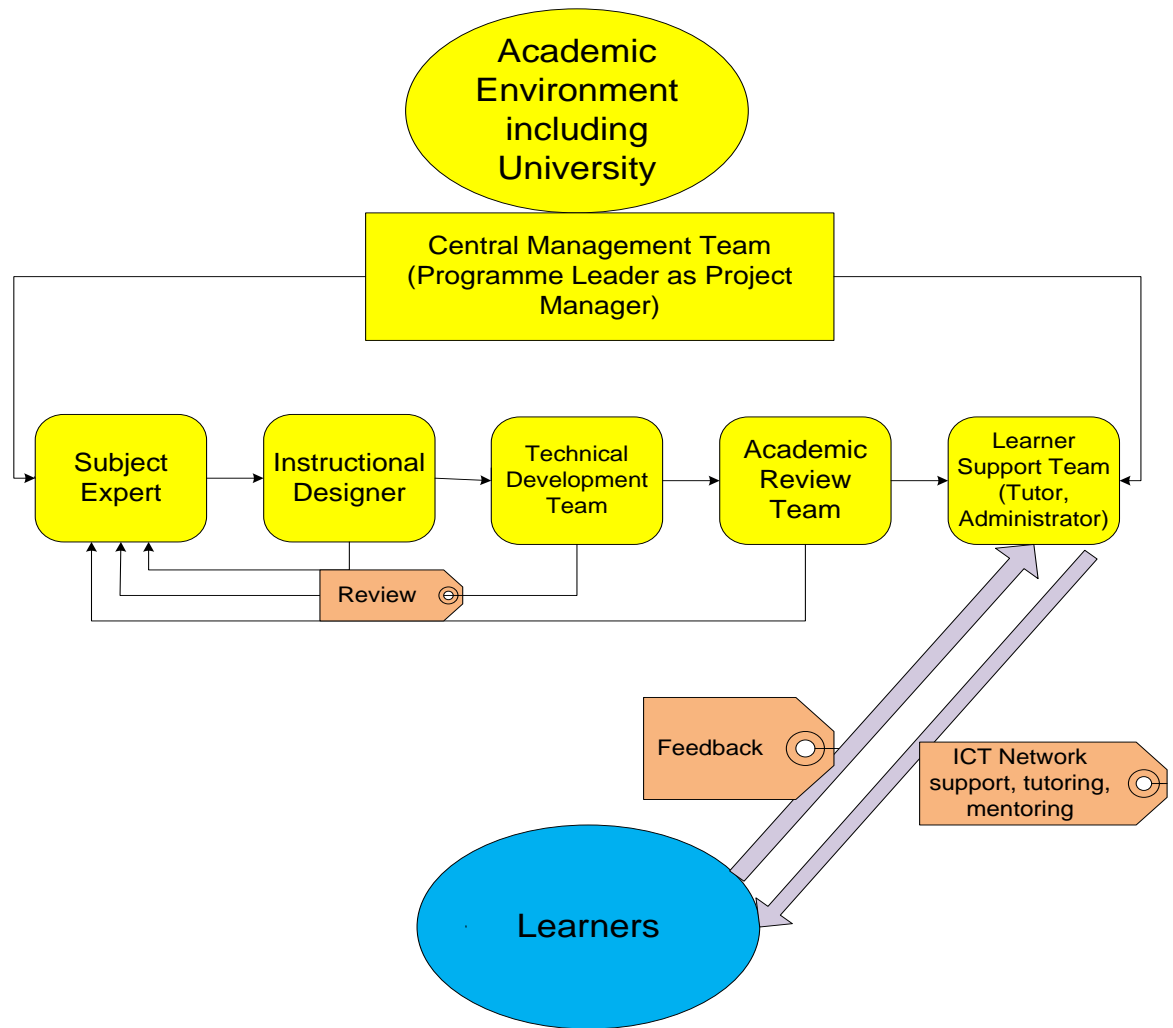 Academic
Environment
including
University
Central Management Team
(Programme Leader as Project
Manager)
Subject
Expert
Instructional
Designer
Technical
Development
Team
Academic
Review
Team
Learner
Support Team
(Tutor,
Administrator)
Review
Feedback
ICT Network
support, tutoring,
mentoring
Learners